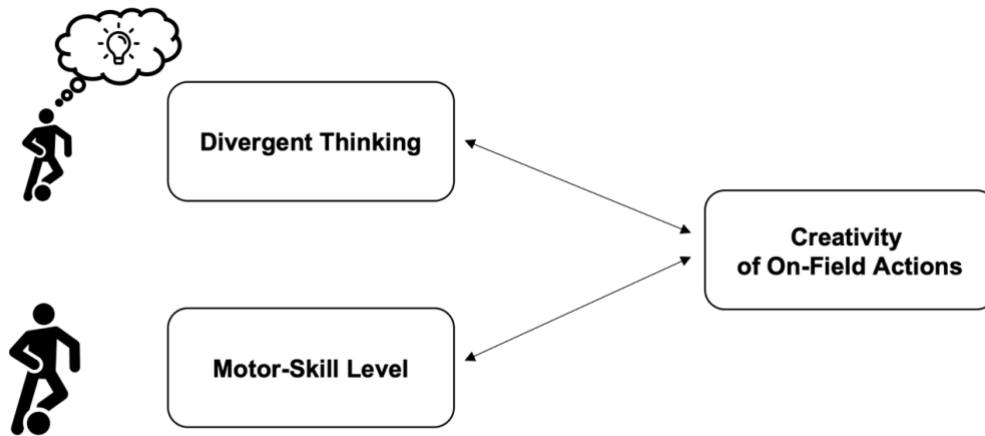 Divergent Thinking
Creativity
of On-Field Actions
Motor-Skill Level